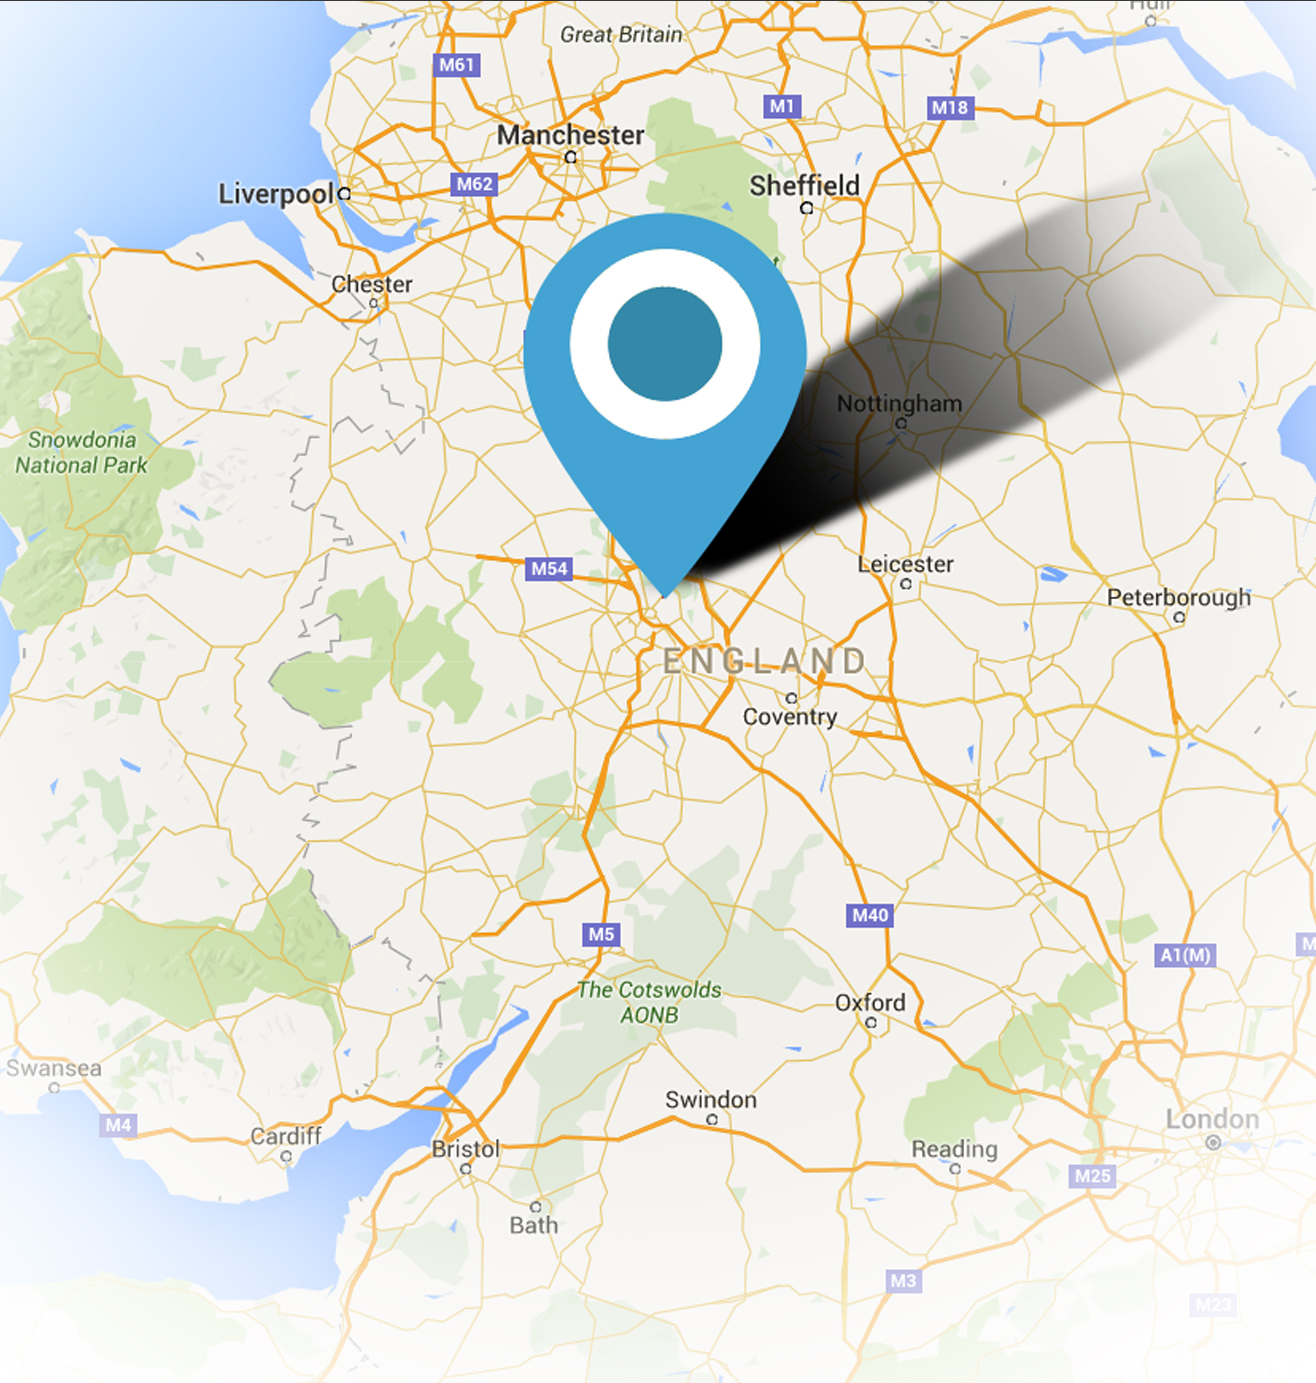 Hull
Great Britain
M61
M1
M18
Manchester
Sheffield
M62
Liverpool
Chester
Nottingham
Snowdonia
National Park
M54
Leicester
Peterborough
ENGLAND
Coventry
M40
M5
A1(M)
M
The Cotswolds
AONB
Oxford
Swansea
Swindon
M4
Cardiff
London
Bristol
Reading
M25
Bath
M3
M23